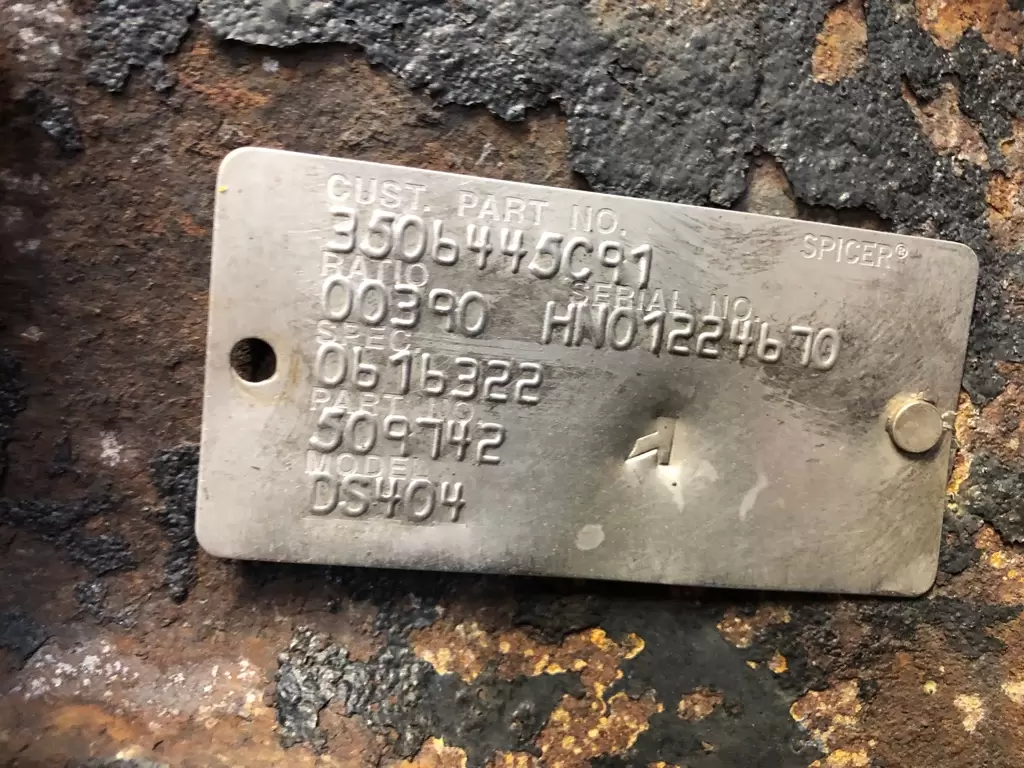 CUST. PART NO.
3506445C91
SPICER®
RATIO
SERIAL NO.
00390
HN01224670
SPEC
0616322
PART NO.
509742
MODEL
DS404